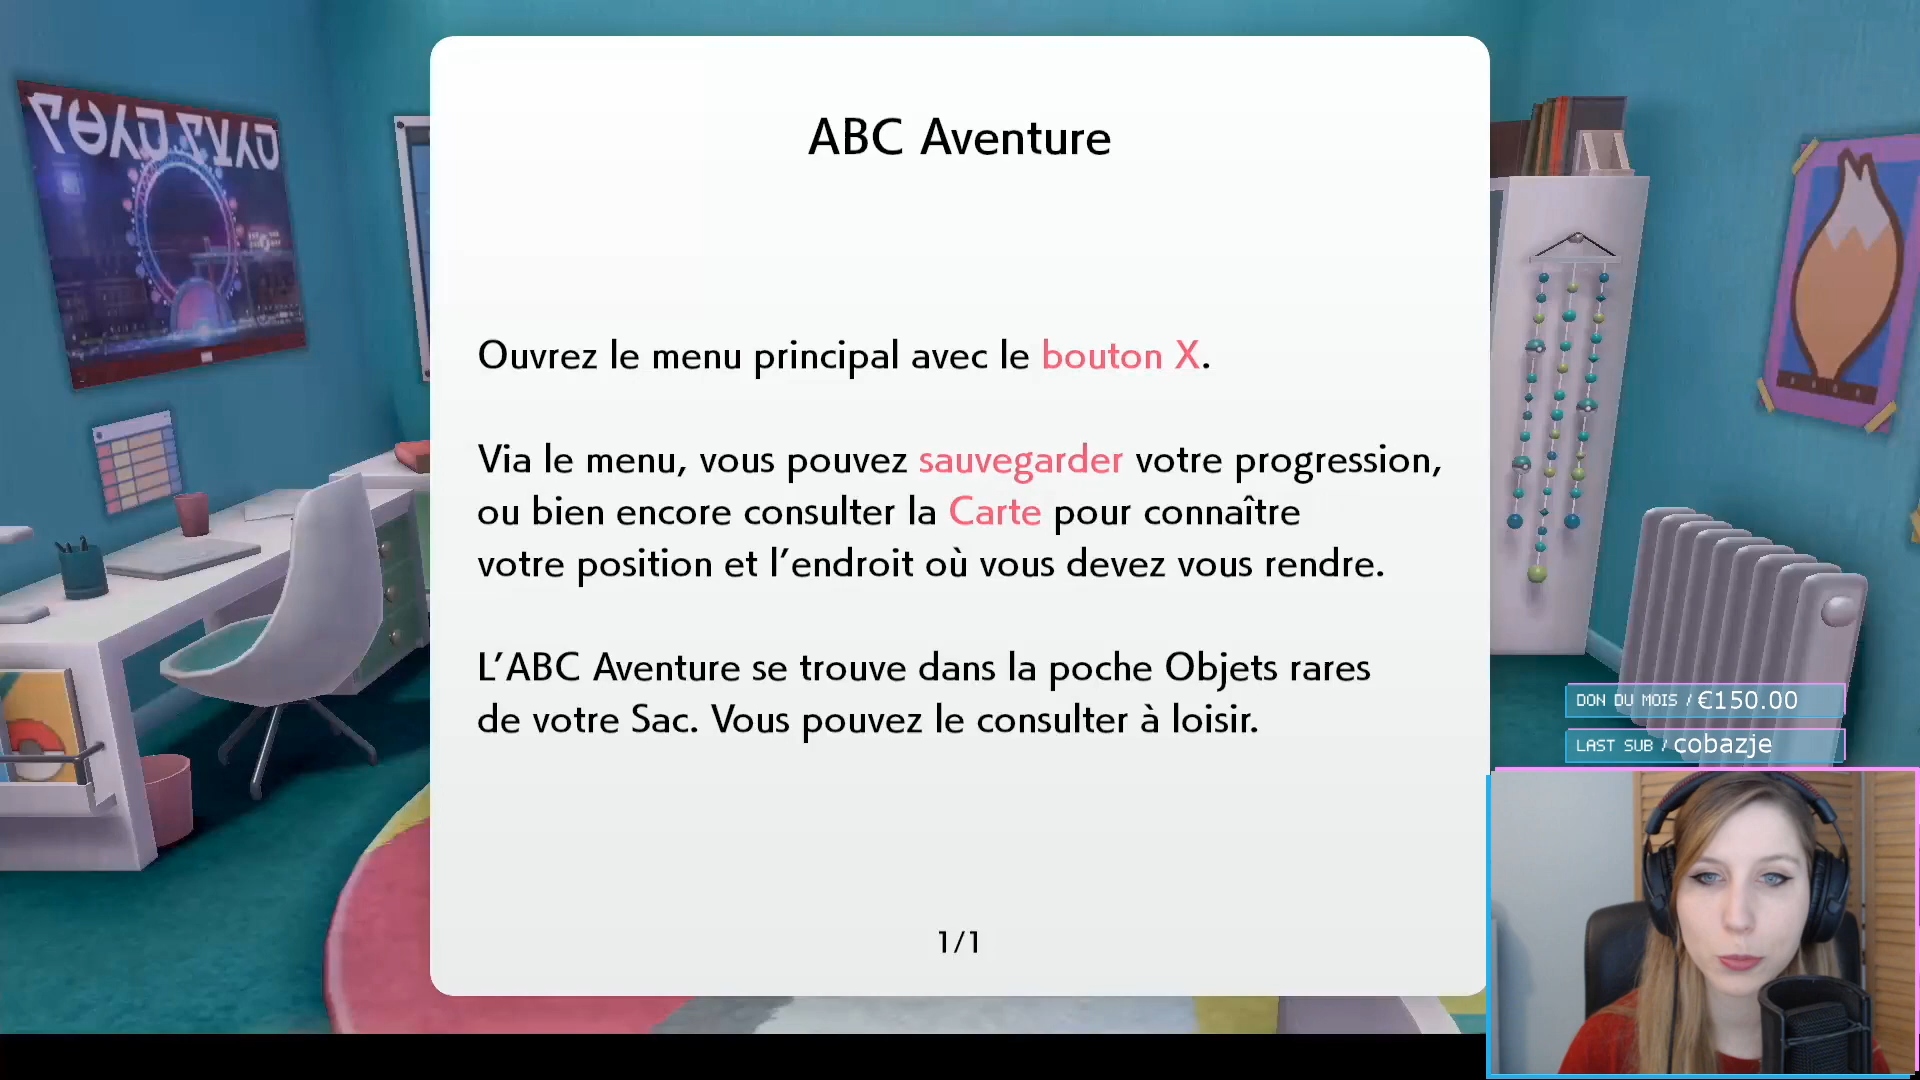 ABC Aventure
Ouvrez le menu principal avec le bouton X.
Via le menu, vous pouvez sauvegarder votre progression,
ou bien encore consulter la Carte pour connaître
votre position et l’endroit où vous devez vous rendre.
L’ABC Aventure se trouve dans la poche Objets rares
de votre Sac. Vous pouvez le consulter à loisir.
1/1
DON DU MOIS / €150.00
LAST SUB / cobazje